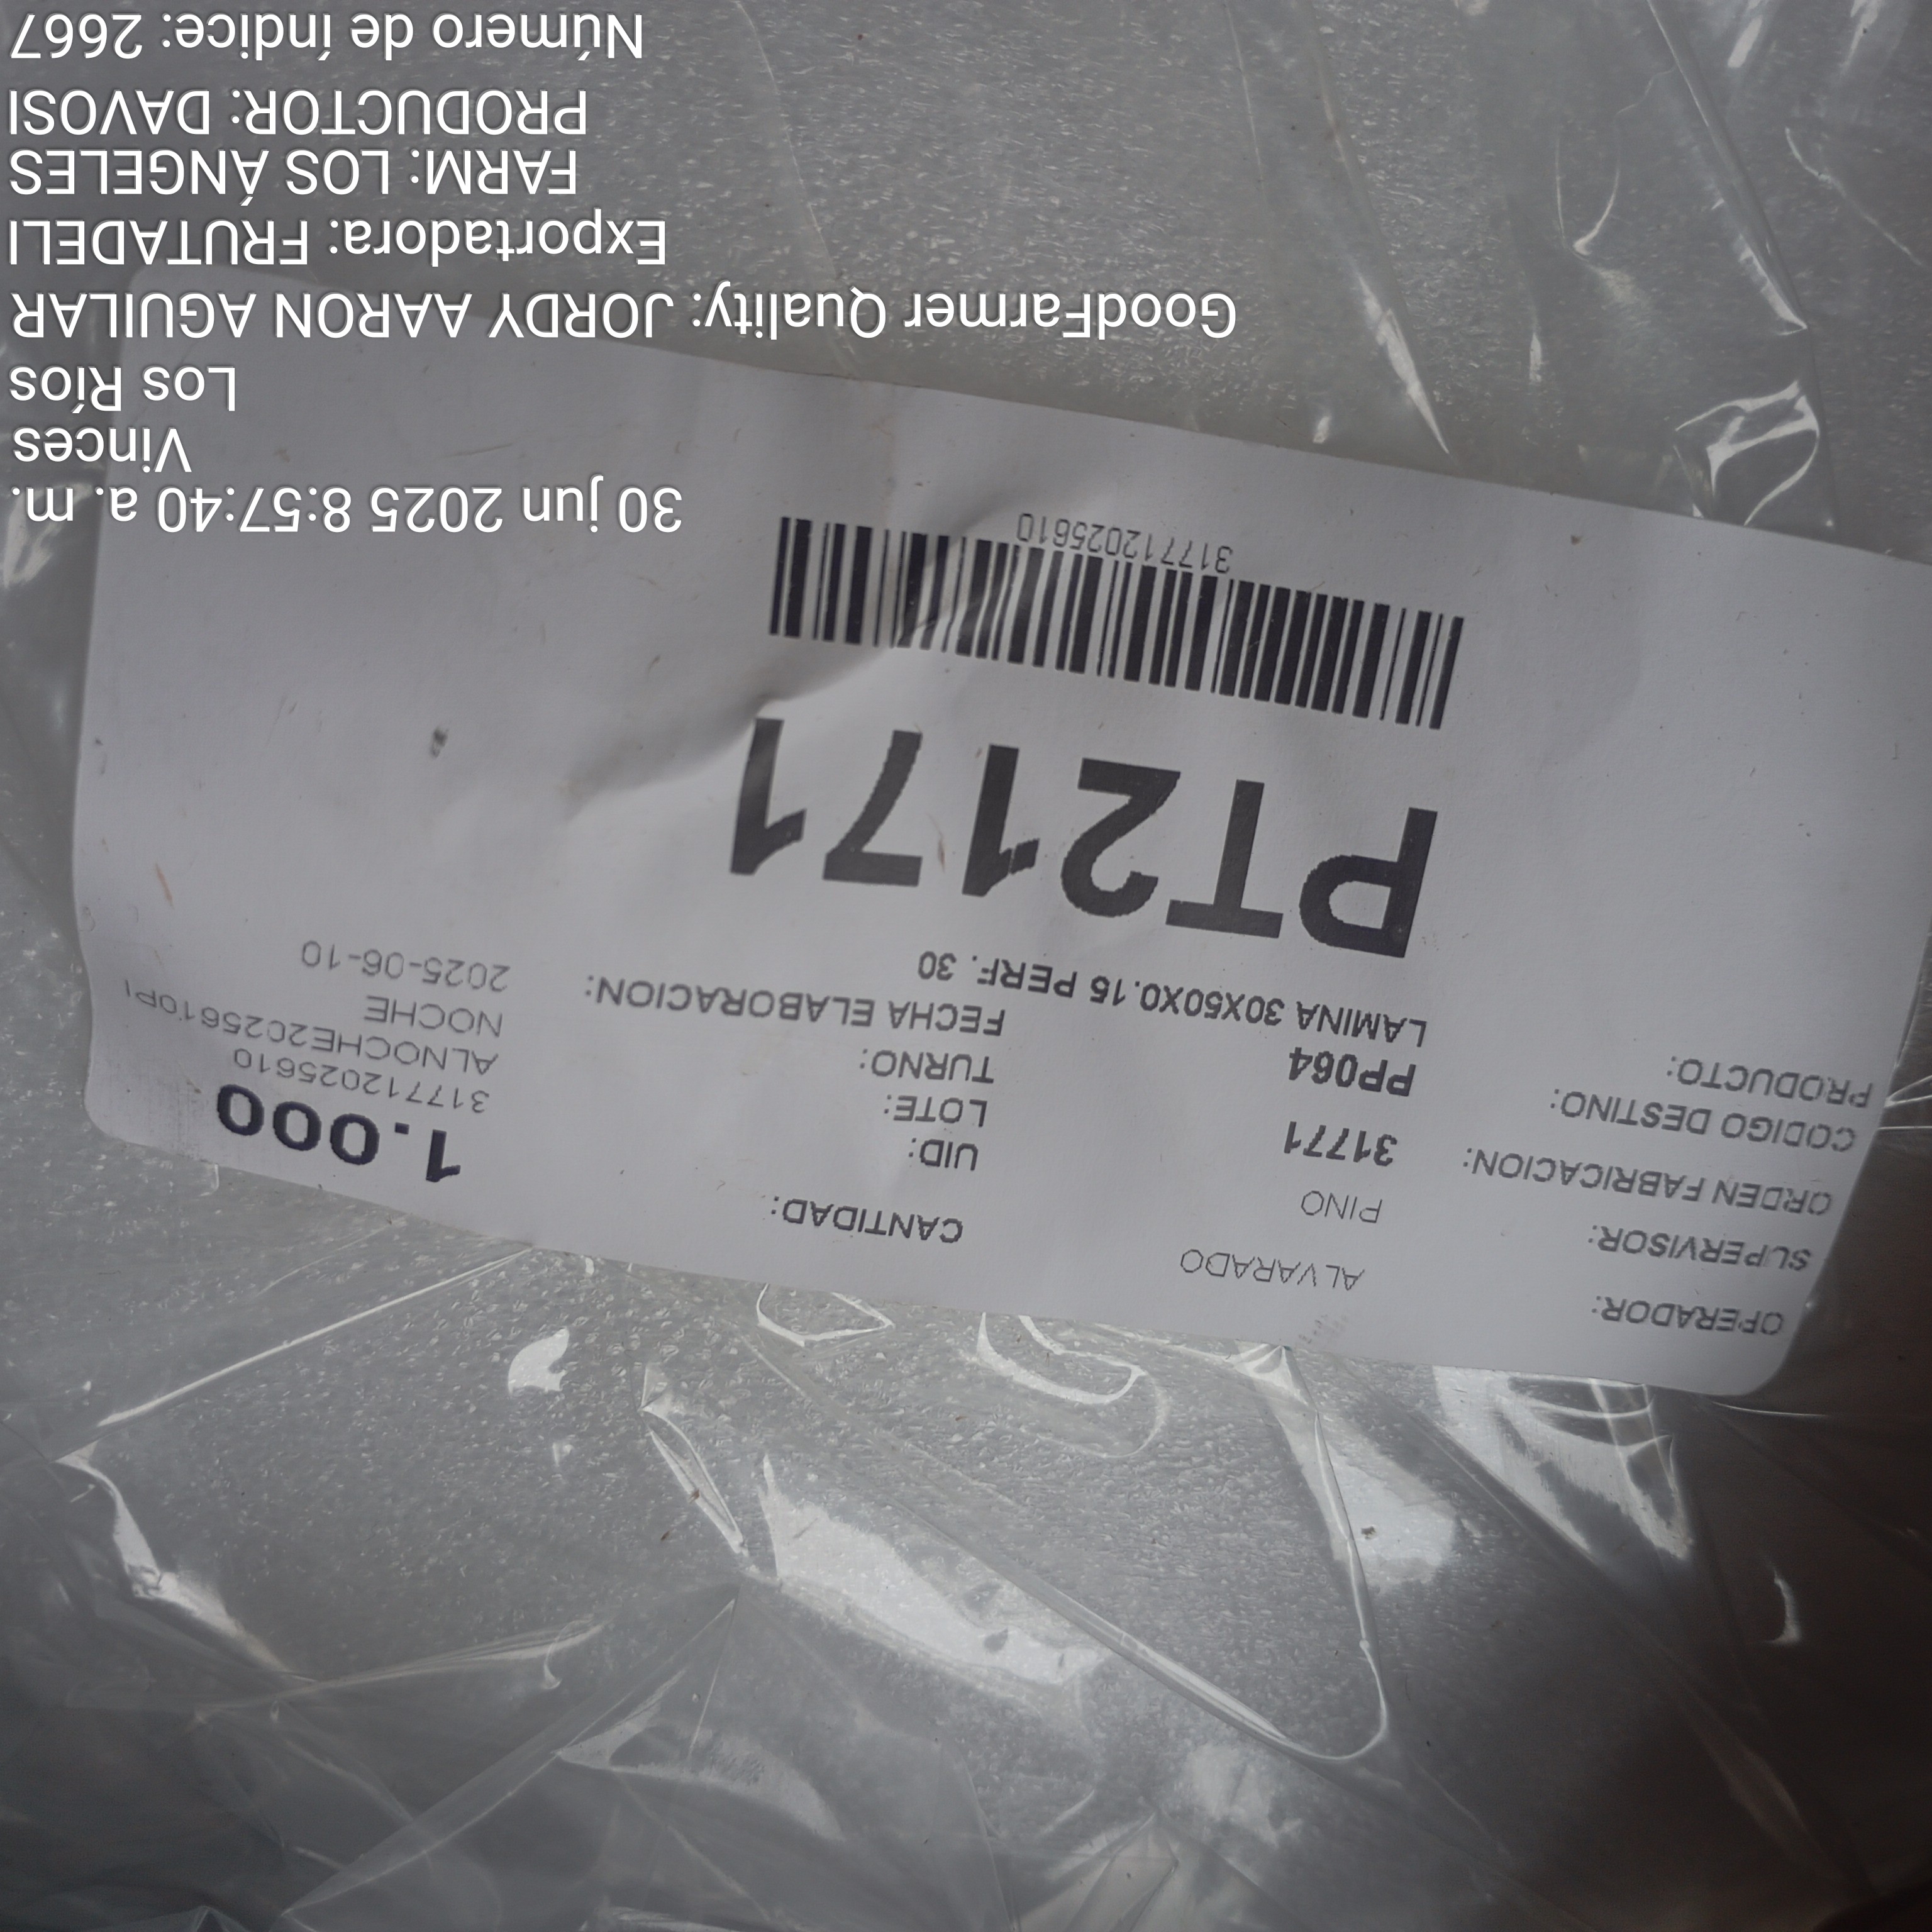 OPERADOR: ALVARADO
SUPERVISOR: PINO
ORDEN FABRICACION: 31771
CODIGO DESTINO: PP064
PRODUCTO: LAMINA 30X50X0.15 PERF. 30
CANTIDAD: 1.000
UID: 317712025610
LOTE: ALNOCHE2025610PI
TURNO: NOCHE
FECHA ELABORACION: 2025-06-10
PT2171
317712025610
30 jun 2025 8:57:40 a. m.
Vinces
Los Ríos
GoodFarmer Quality: JORDY AARON AGUILAR
Exportadora: FRUTADELI
FARM: LOS ÁNGELES
PRODUCTOR: DAVOSI
Número de índice: 2667